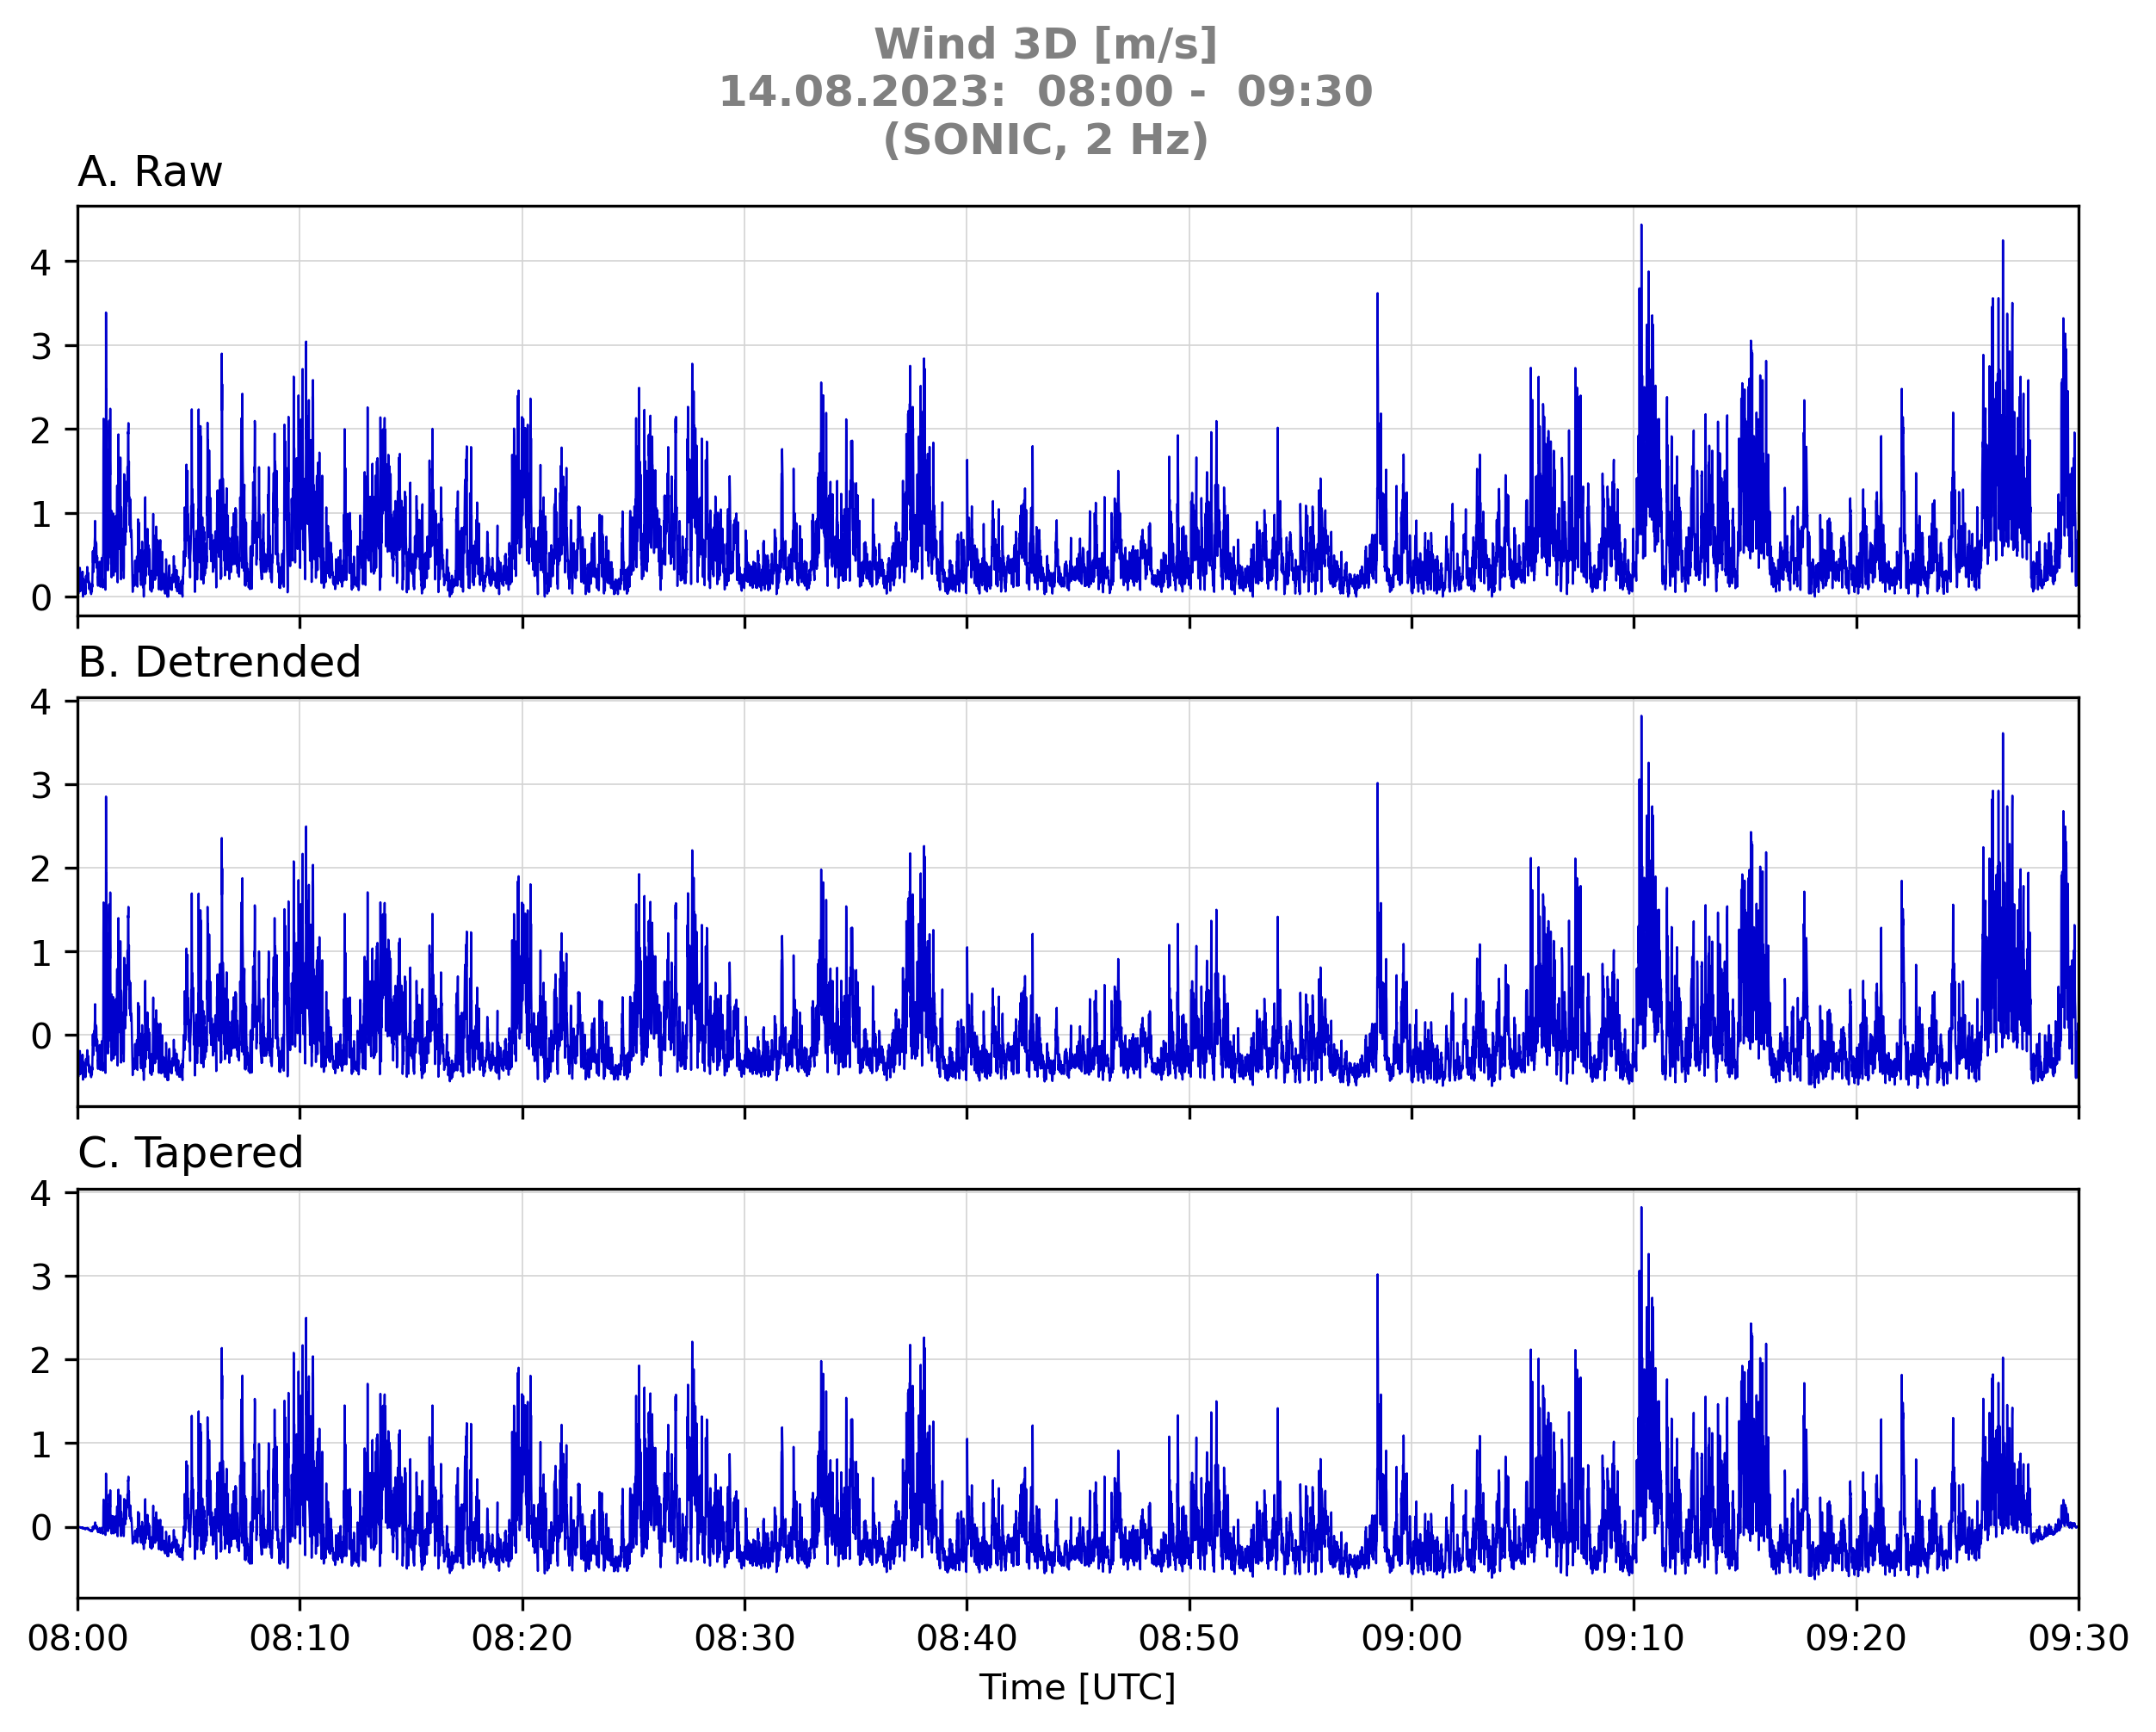 Wind 3D [m/s]
14.08.2023:  08:00 -  09:30
(SONIC, 2 Hz)
A. Raw
4
3
2
1
0
B. Detrended
4
3
2
1
0
C. Tapered
4
3
2
1
0
08:00 08:10 08:20 08:30 08:40 08:50 09:00 09:10 09:20 09:30
Time [UTC]